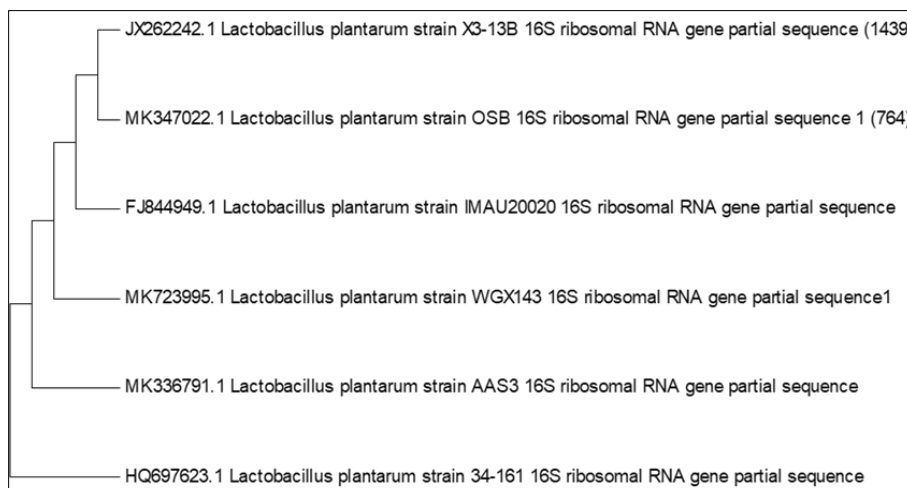 JX262242.1 Lactobacillus plantarum strain X3-13B 16S ribosomal RNA gene partial sequence (1439
MK347022.1 Lactobacillus plantarum strain OSB 16S ribosomal RNA gene partial sequence 1 (764)
FJ844949.1 Lactobacillus plantarum strain IMAU20020 16S ribosomal RNA gene partial sequence
MK723995.1 Lactobacillus plantarum strain WGX143 16S ribosomal RNA gene partial sequence1
MK336791.1 Lactobacillus plantarum strain AAS3 16S ribosomal RNA gene partial sequence
HQ697623.1 Lactobacillus plantarum strain 34-161 16S ribosomal RNA gene partial sequence